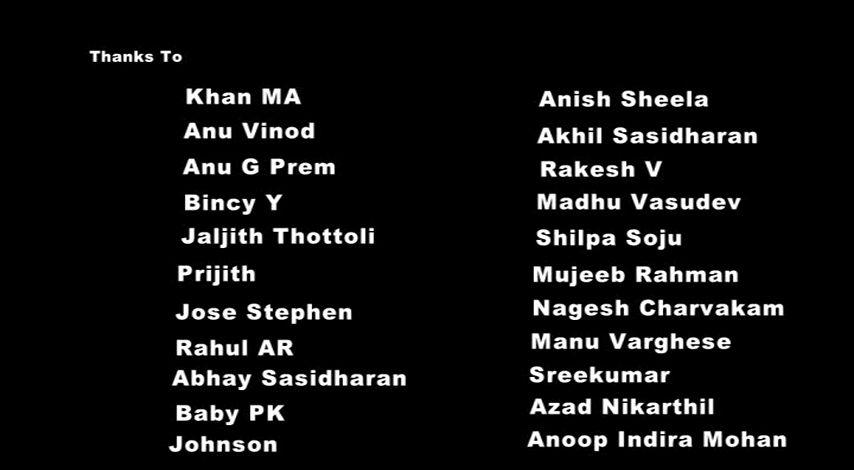 Thanks To
Khan MA
Anu Vinod
Anu G Prem
Bincy Y
Jaljith Thottoli
Prijith
Jose Stephen
Rahul AR
Abhay Sasidharan
Baby PK
Johnson
Anish Sheela
Akhil Sasidharan
Rakesh V
Madhu Vasudev
Shilpa Soju
Mujeeb Rahman
Nagesh Charvakam
Manu Varghese
Sreekumar
Azad Nikarthil
Anoop Indira Mohan